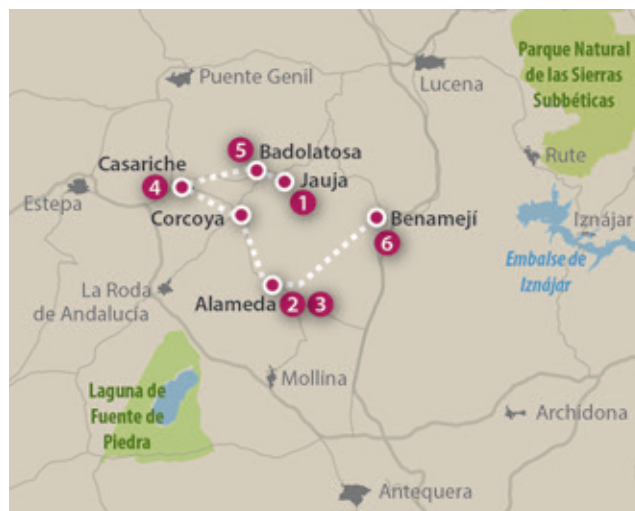 Puente Genil
Lucena
Parque Natural
de las Sierras
Subbéticas
5
Badolatosa
Casariche
4
Jauja
1
Rute
Estepa
Corcoya
Benamejí
6
Iznájar
Embalse de
Iznájar
La Roda
de Andalucía
Alameda
2 3
Mollina
Laguna de
Fuente de
Piedra
Archidona
Antequera